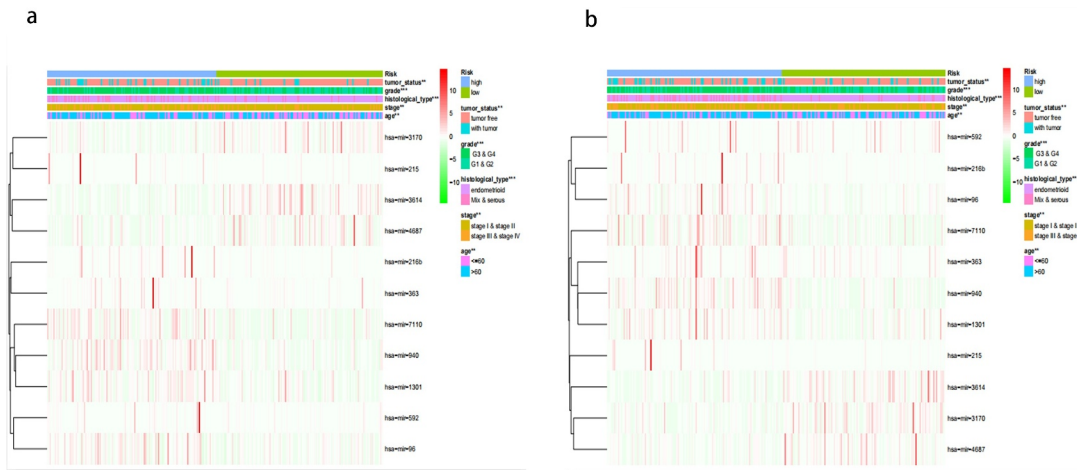 a
Risk
tumor_status**
grade***
histological_type***
stage**
age**
hsa-mir-3170
hsa-mir-215
hsa-mir-3614
hsa-mir-4687
hsa-mir-216b
hsa-mir-363
hsa-mir-7110
hsa-mir-940
hsa-mir-1301
hsa-mir-592
hsa-mir-96
10
5
0
-5
-10
Risk
high
low
tumor_status**
tumor free
with tumor
grade***
G3 & G4
G1 & G2
histological_type***
endometrioid
Mix & serous
stage**
stage I & stage II
stage III & stage IV
age**
<=60
>60
b
Risk
tumor_status**
grade***
histological_type***
stage**
age**
hsa-mir-592
hsa-mir-216b
hsa-mir-96
hsa-mir-7110
hsa-mir-363
hsa-mir-940
hsa-mir-1301
hsa-mir-215
hsa-mir-3614
hsa-mir-3170
hsa-mir-4687
10
5
0
-5
-10
Risk
high
low
tumor_status**
tumor free
with tumor
grade***
G3 & G4
G1 & G2
histological_type***
endometrioid
Mix & serous
stage**
stage I & stage I
stage III & stage
age**
<=60
>60